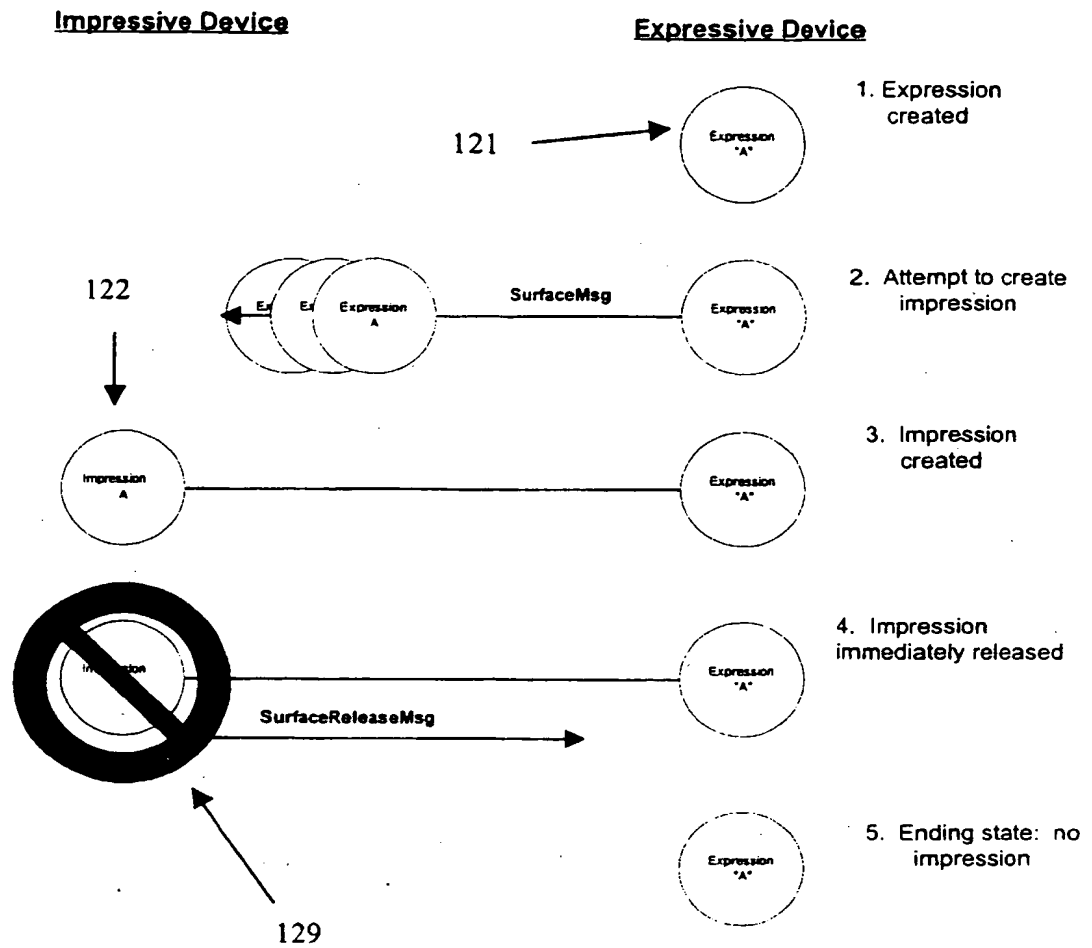 Impressive Device
Expressive Device
1. Expression
created
121
Expression
"A"
122
Expression
A
SurfaceMsg
Expression
"A"
2. Attempt to create
impression
Impression
A
Expression
"A"
3. Impression
created
Expression
"A"
4. Impression
immediately released
SurfaceReleaseMsg
Expression
"A"
5. Ending state: no
impression
129